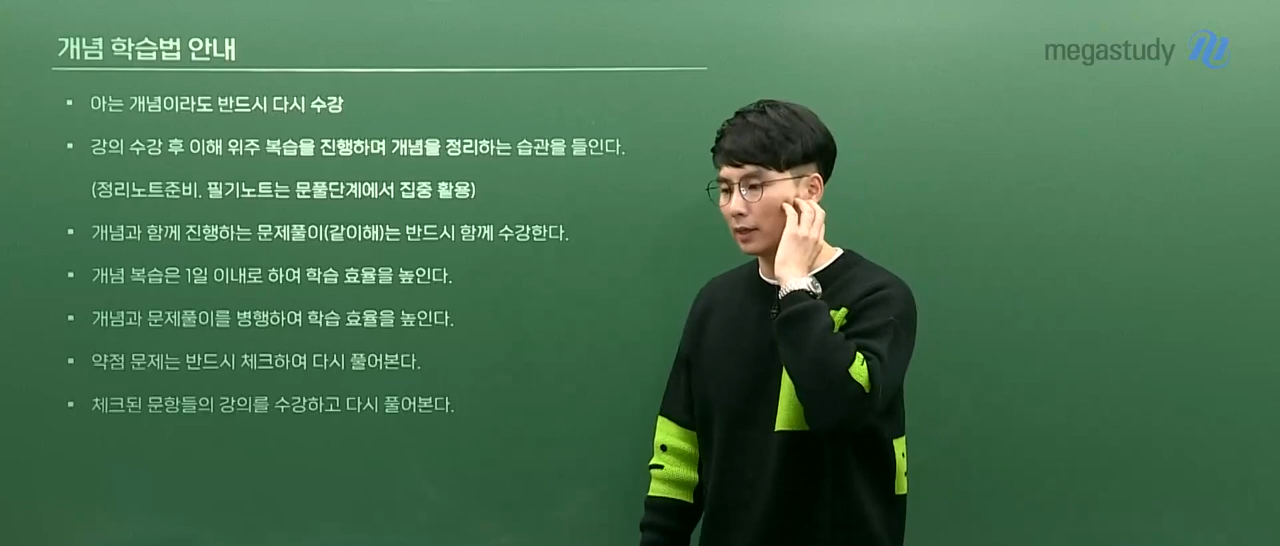 개념 학습법 안내
megastudy
▪ 아는 개념이라도 반드시 다시 수강
▪ 강의 수강 후 이해 위주 복습을 진행하며 개념을 정리하는 습관을 들인다.
(정리노트준비. 필기노트는 문풀단계에서 집중 활용)
▪ 개념과 함께 진행하는 문제풀이(같이해)는 반드시 함께 수강한다.
▪ 개념 복습은 1일 이내로 하여 학습 효율을 높인다.
▪ 개념과 문제풀이를 병행하여 학습 효율을 높인다.
▪ 약점 문제는 반드시 체크하여 다시 풀어본다.
▪ 체크된 문항들의 강의를 수강하고 다시 풀어본다.